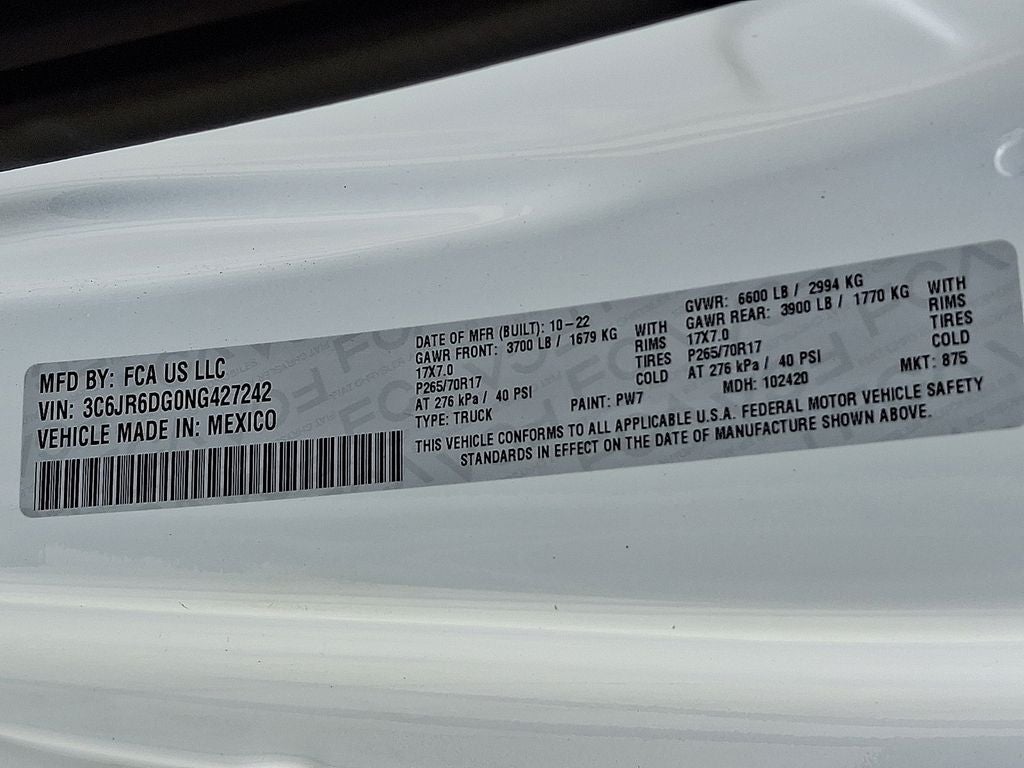 MFD BY: FCA US LLC
VIN: 3C6JR6DG0NG427242
VEHICLE MADE IN: MEXICO
DATE OF MFR (BUILT): 10-22
GAWR FRONT: 3700 LB / 1679 KG WITH
17X7.0 RIMS
P265/70R17 TIRES
AT 276 kPa / 40 PSI COLD
TYPE: TRUCK PAINT: PW7
GVWR: 6600 LB / 2994 KG
GAWR REAR: 3900 LB / 1770 KG WITH
17X7.0 RIMS
P265/70R17 TIRES
AT 276 kPa / 40 PSI COLD
MDH: 102420 MKT: 875
THIS VEHICLE CONFORMS TO ALL APPLICABLE U.S.A. FEDERAL MOTOR VEHICLE SAFETY
STANDARDS IN EFFECT ON THE DATE OF MANUFACTURE SHOWN ABOVE.